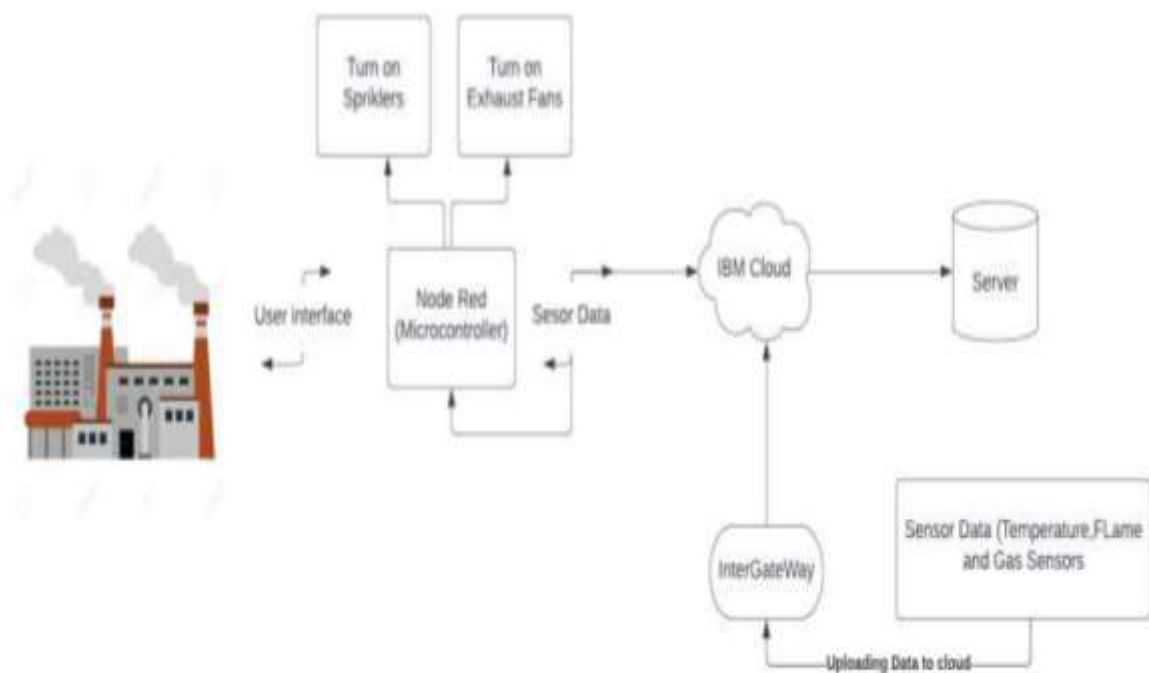 Turn on
Spriklers
Turn on
Exhaust Fans
User interface
Node Red
(Microcontroller)
Sesor Data
IBM Cloud
Server
InterGateWay
Sensor Data (Temperature,FLame
and Gas Sensors
Uploading Data to cloud